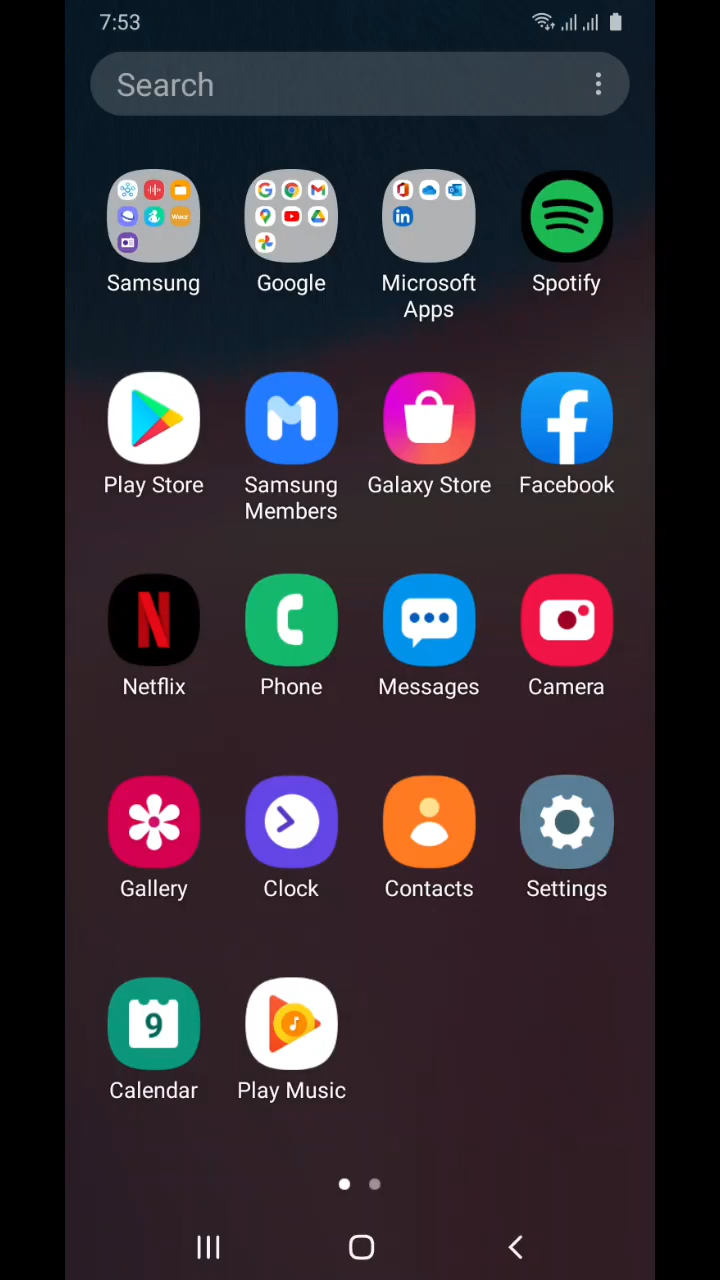 7:53
Search
Samsung
Google
Microsoft
Apps
Spotify
Play Store
Samsung
Members
Galaxy Store
Facebook
Netflix
Phone
Messages
Camera
Gallery
Clock
Contacts
Settings
9
Calendar
Play Music